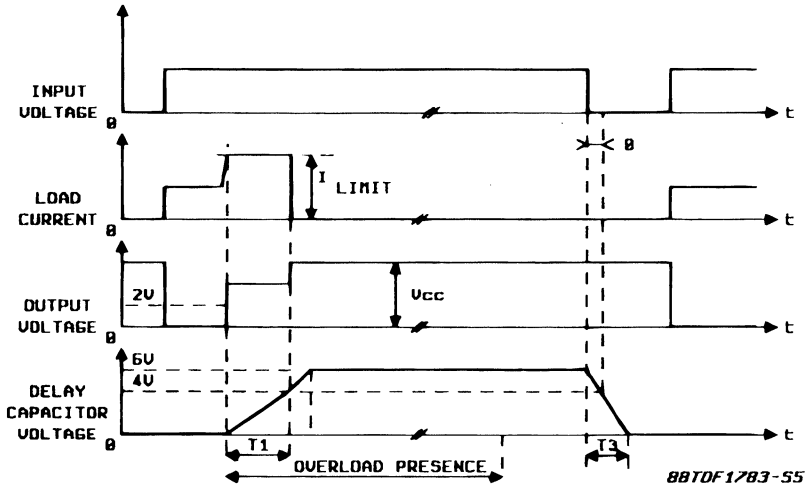 INPUT
VOLTAGE
0
t
0
LOAD
CURRENT
0
I
LIMIT
t
2V
OUTPUT
VOLTAGE
0
Vcc
t
6V
4V
DELAY
CAPACITOR
VOLTAGE
0
t
T1
T3
OVERLOAD PRESENCE
88TDF1783-55